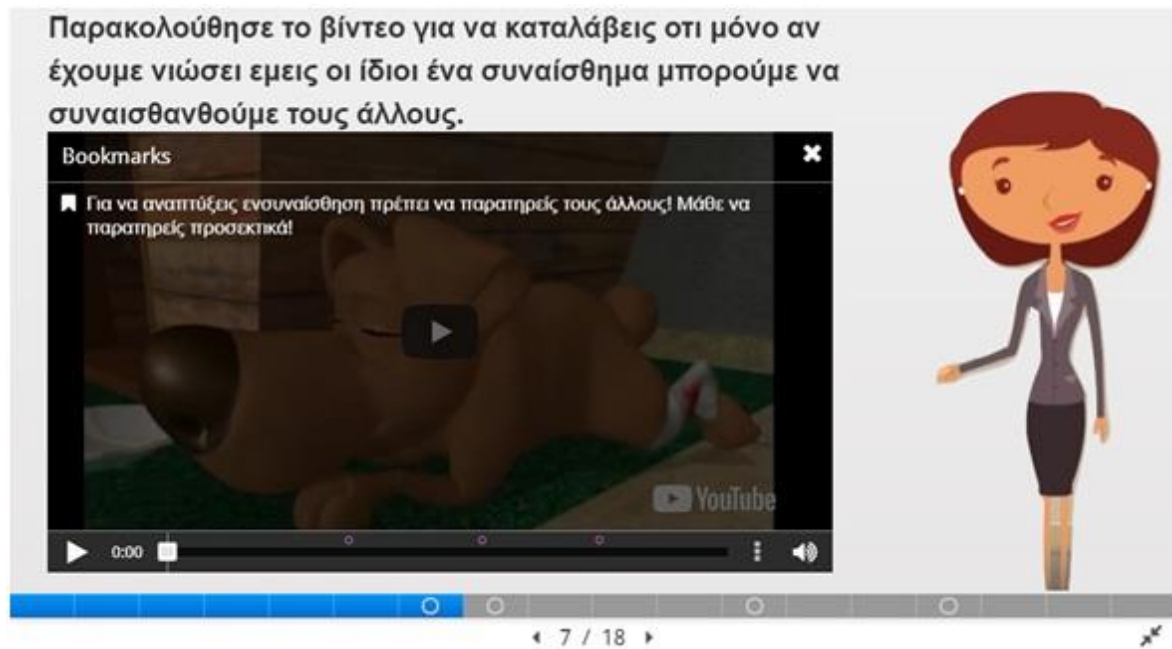 Παρακολούθησε το βίντεο για να καταλάβεις οτι μόνο αν
έχουμε νιώσει εμεις οι ίδιοι ένα συναίσθημα μπορούμε να
συναισθανθούμε τους άλλους.
Bookmarks
Για να αναπτύξεις ενσυναίσθηση πρέπει να παρατηρείς τους άλλους! Μάθε να
παρατηρείς προσεκτικά!
YouTube
0:00
7 / 18